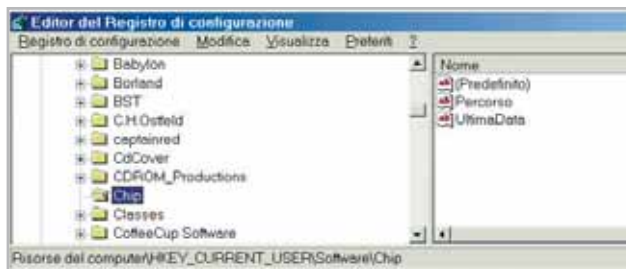 Editor del Registro di configurazione
Registro di configurazione Modifica Visualizza Preferiti ?
Babylon
Borland
BST
C.H.Ostfeld
captainred
CdCover
CDROM_Productions
Chip
Classes
CoffeeCup Software
Nome
(Predefinito)
Percorso
UltimaData
Risorse del computer\HKEY_CURRENT_USER\Software\Chip